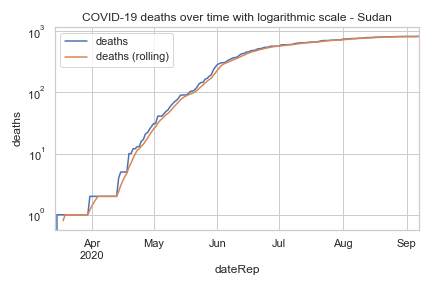 COVID-19 deaths over time with logarithmic scale - Sudan
10³
deaths
deaths (rolling)
10²
deaths
10¹
10⁰
Apr May Jun Jul Aug Sep
2020
dateRep